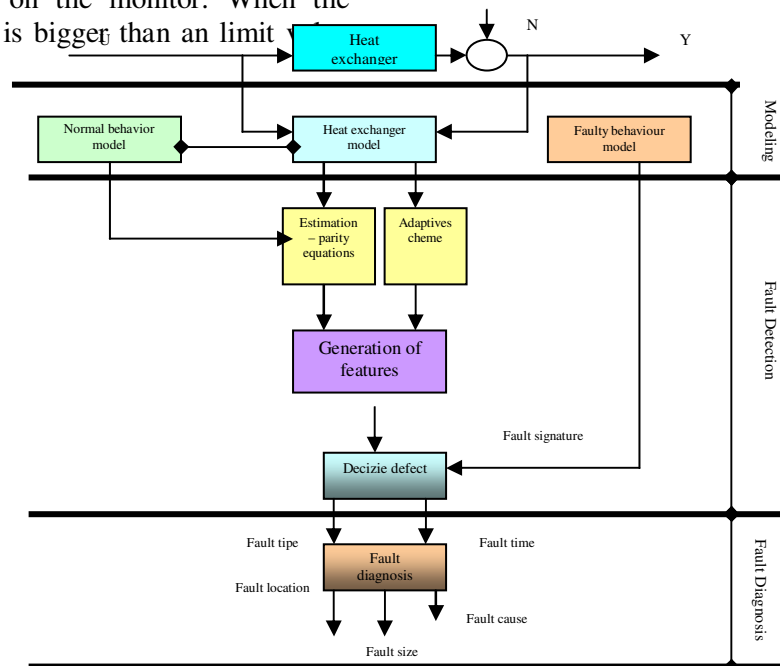 on the monitor. When the
is bigger than an limit
U
N
Y
Heat
exchanger
Modeling
Normal behavior
model
Heat exchanger
model
Faulty behaviour
model
Estimation
– parity
equations
Adaptives
cheme
Fault Detection
Generation of
features
Fault signature
Decizie defect
Fault tipe
Fault time
Fault
diagnosis
Fault Diagnosis
Fault location
Fault cause
Fault size